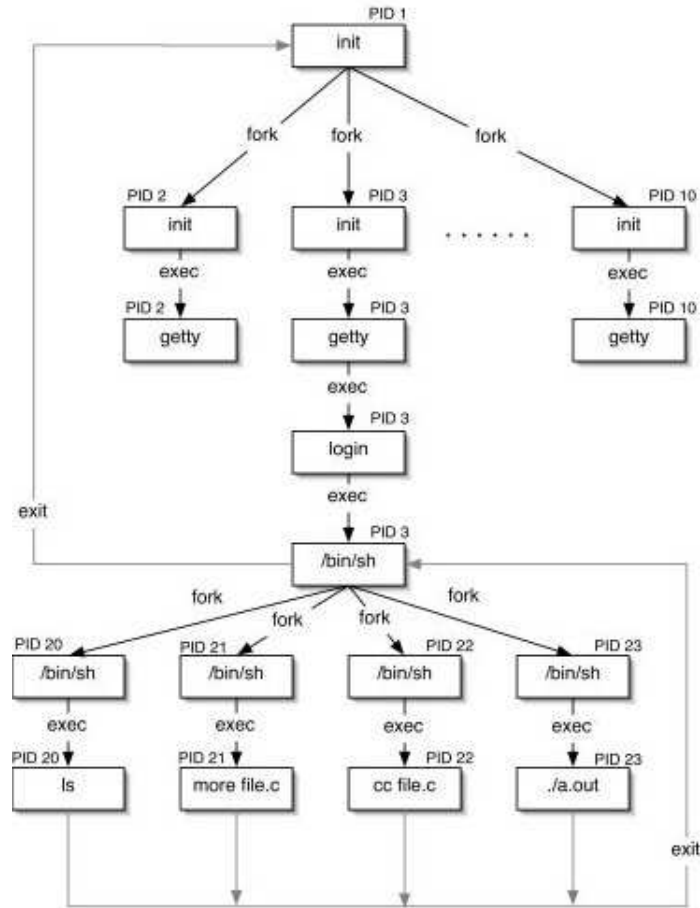 PID 1
init
fork
fork
fork
PID 2
PID 3
PID 10
init
init
init
exec
exec
exec
PID 2
PID 3
PID 10
getty
getty
getty
exec
PID 3
login
exec
exit
PID 3
/bin/sh
fork
fork
fork
fork
PID 20
PID 21
PID 22
PID 23
/bin/sh
/bin/sh
/bin/sh
/bin/sh
exec
exec
exec
exec
PID 20
PID 21
PID 22
PID 23
ls
more file.c
cc file.c
./a.out
exit